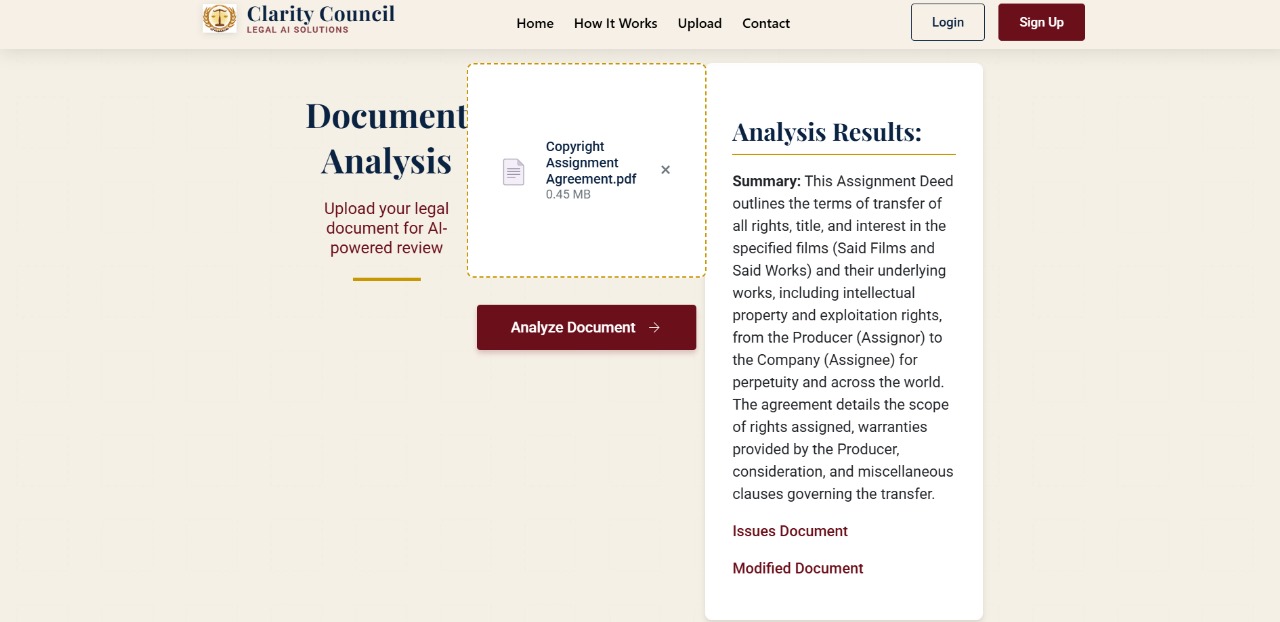 Clarity Council
LEGAL AI SOLUTIONS
Home
How It Works
Upload
Contact
Login
Sign Up
Document
Analysis
Upload your legal
document for AI-
powered review
Copyright
Assignment
Agreement.pdf
0.45 MB
×
Analyze Document →
Analysis Results:
Summary: This Assignment Deed
outlines the terms of transfer of
all rights, title, and interest in the
specified films (Said Films and
Said Works) and their underlying
works, including intellectual
property and exploitation rights,
from the Producer (Assignor) to
the Company (Assignee) for
perpetuity and across the world.
The agreement details the scope
of rights assigned, warranties
provided by the Producer,
consideration, and miscellaneous
clauses governing the transfer.
Issues Document
Modified Document